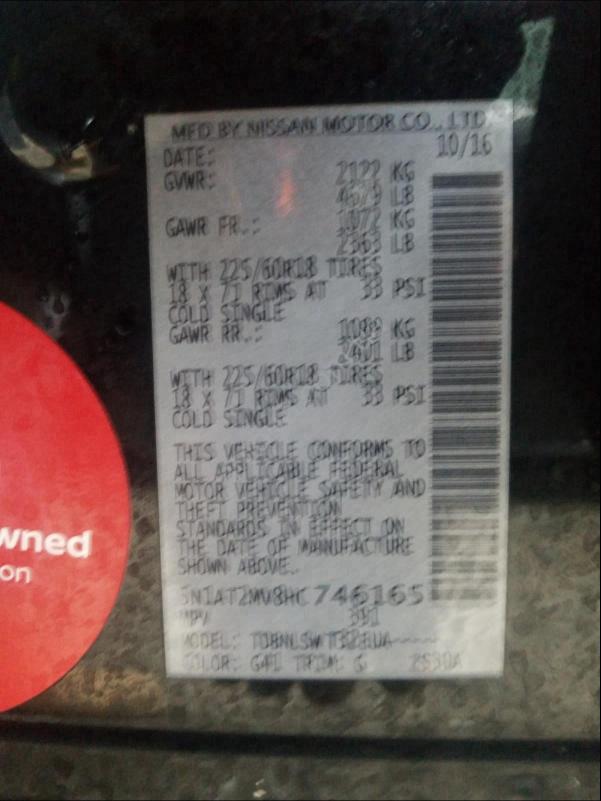 MFD BY NISSAN MOTOR CO., LTD
DATE: 10/16
GVWR: 2122 KG
4679 LB
GAWR FR.: 1072 KG
2363 LB
WITH 225/60R18 TIRES
18 X 7J RIMS AT 33 PSI
COLD SINGLE
GAWR RR.: 1089 KG
2401 LB
WITH 225/60R18 TIRES
18 X 7J RIMS AT 33 PSI
COLD SINGLE
THIS VEHICLE CONFORMS TO
ALL APPLICABLE FEDERAL
MOTOR VEHICLE SAFETY AND
THEFT PREVENTION
STANDARDS IN EFFECT ON
THE DATE OF MANUFACTURE
SHOWN ABOVE.
5N1AT2MV8HC746165
MPV 391
MODEL:
COLOR: G41 TRIM: G
wned
on